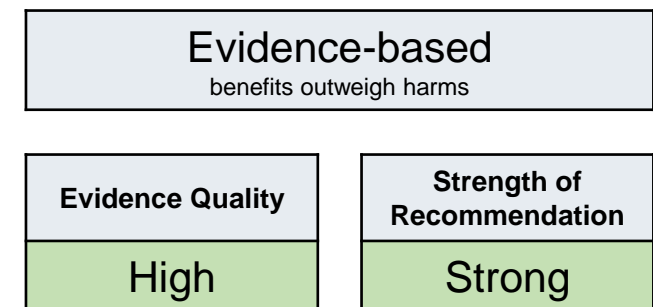 Evidence-based
benefits outweigh harms
Evidence Quality
High
Strength of
Recommendation
Strong